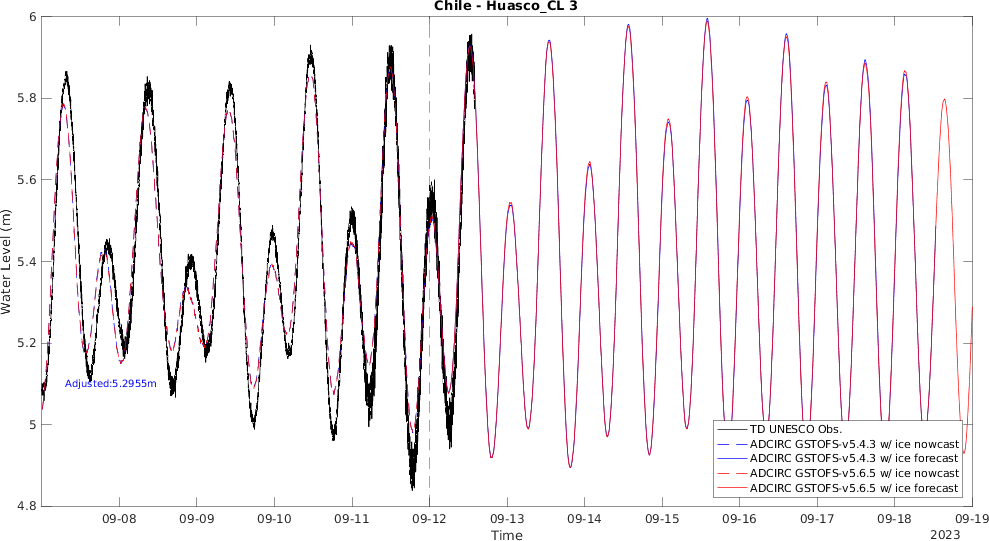 Chile - Huasco_CL 3
6
5.8
5.6
5.4
5.2
5
4.8
Water Level (m)
Adjusted:5.2955m
TD UNESCO Obs.
ADCIRC GSTOFS-v5.4.3 w/ ice nowcast
ADCIRC GSTOFS-v5.4.3 w/ ice forecast
ADCIRC GSTOFS-v5.6.5 w/ ice nowcast
ADCIRC GSTOFS-v5.6.5 w/ ice forecast
09-08 09-09 09-10 09-11 09-12 09-13 09-14 09-15 09-16 09-17 09-18 09-19
Time
2023